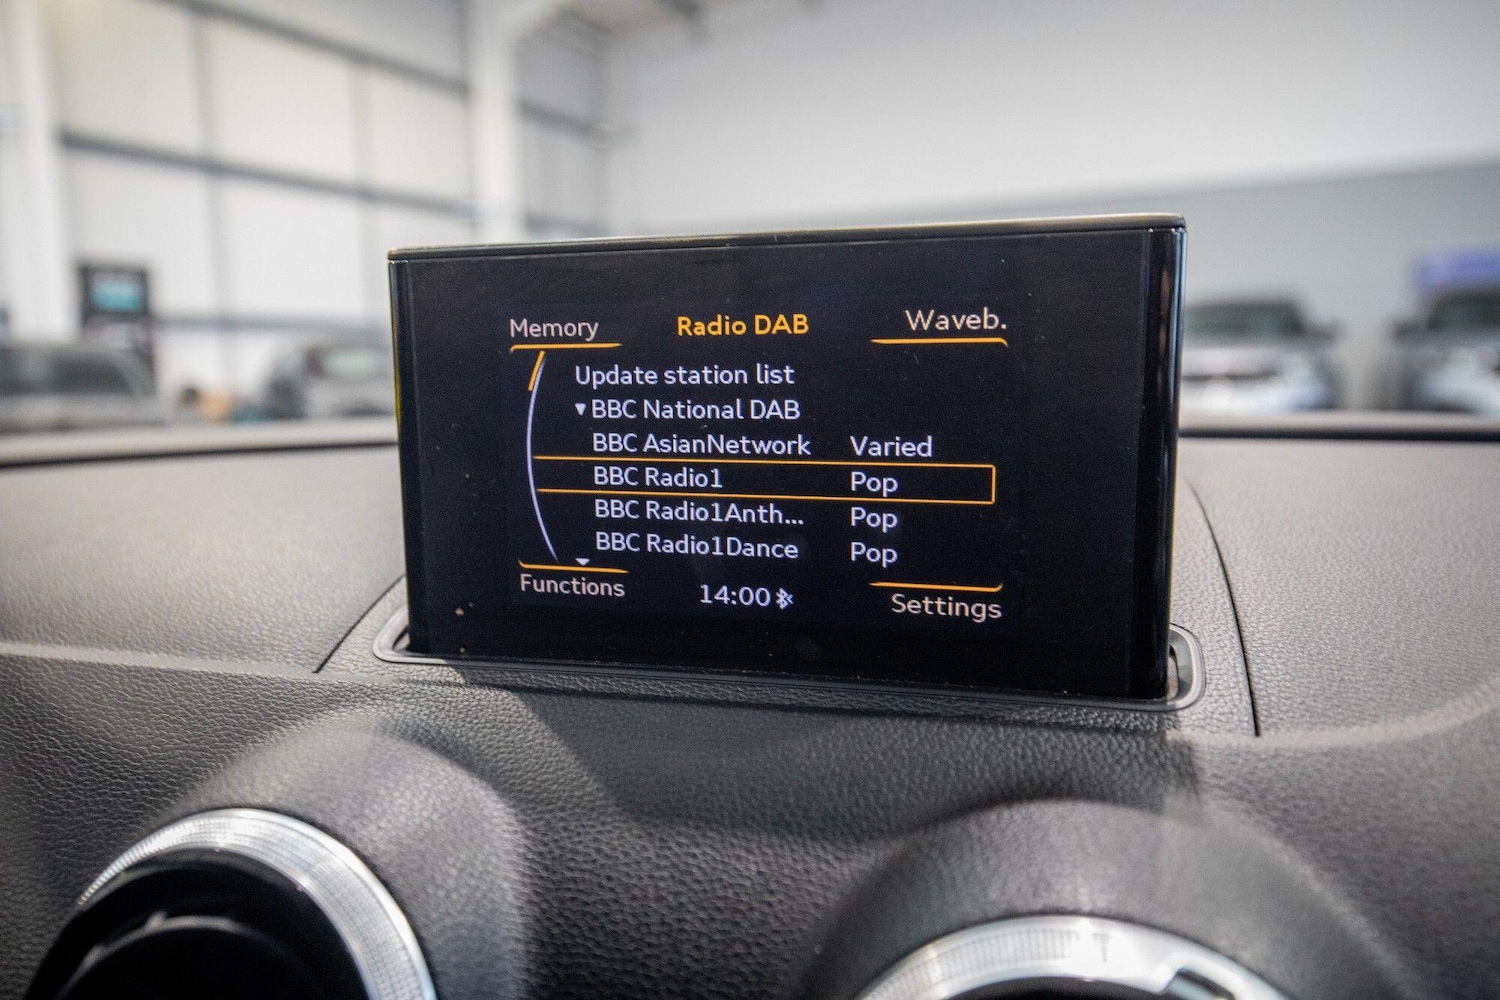 Memory Radio DAB Waveb.
Update station list
▼ BBC National DAB
BBC AsianNetwork Varied
BBC Radio1 Pop
BBC Radio1Anth... Pop
BBC Radio1Dance Pop
Functions 14:00 Settings